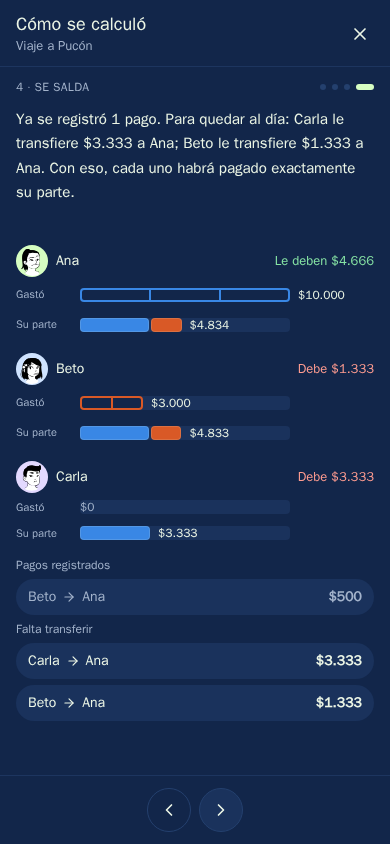 Cómo se calculó
Viaje a Pucón
4 · SE SALDA
Ya se registró 1 pago. Para quedar al día: Carla le
transfiere $3.333 a Ana; Beto le transfiere $1.333 a
Ana. Con eso, cada uno habrá pagado exactamente
su parte.
Ana Le deben $4.666
Gastó $10.000
Su parte $4.834
Beto Debe $1.333
Gastó $3.000
Su parte $4.833
Carla Debe $3.333
Gastó $0
Su parte $3.333
Pagos registrados
Beto → Ana $500
Falta transferir
Carla → Ana $3.333
Beto → Ana $1.333